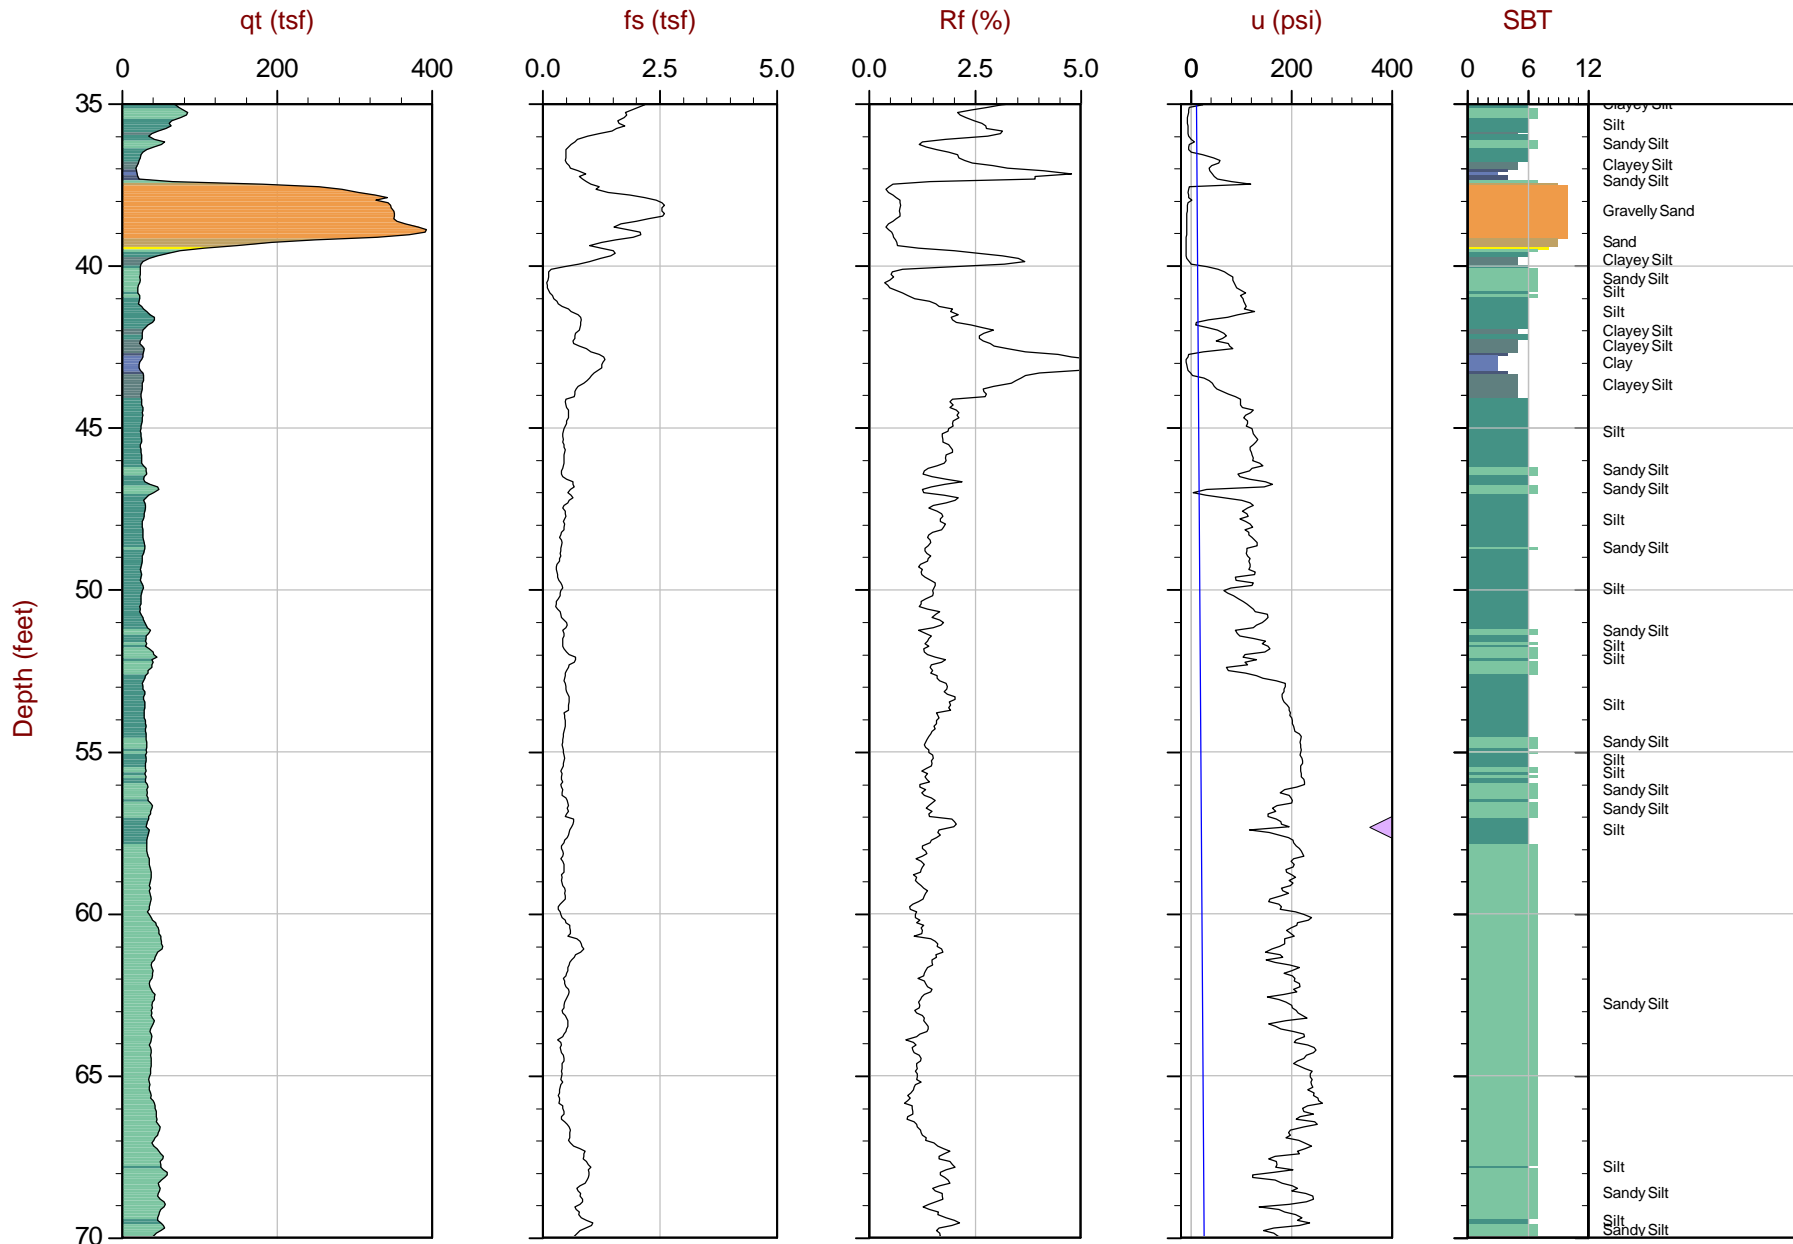 qt (tsf) fs (tsf) Rf (%) u (psi) SBT
0 200 400 0.0 2.5 5.0 0.0 2.5 5.0 0 200 400 0 6 12
35
Clayey Silt
Silt
Sandy Silt
Clayey Silt
Sandy Silt
Gravelly Sand
Sand
Clayey Silt
40
Sandy Silt
Silt
Silt
Clayey Silt
Clayey Silt
Clay
Clayey Silt
45
Silt
Sandy Silt
Sandy Silt
Silt
Sandy Silt
50
Silt
Depth (feet)
Sandy Silt
Silt
Silt
Silt
Sandy Silt
55
Silt
Silt
Sandy Silt
Sandy Silt
Silt
60
Sandy Silt
65
Silt
Sandy Silt
Silt
Sandy Silt
70